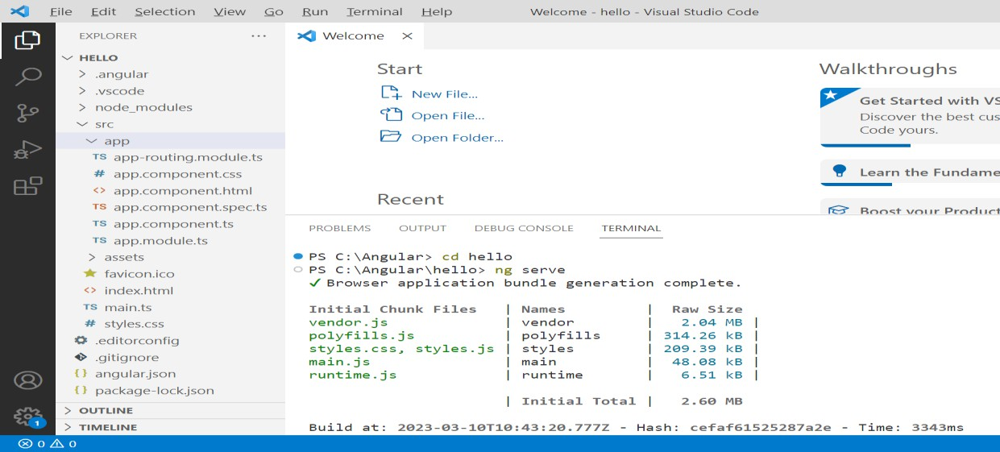 File Edit Selection View Go Run Terminal Help Welcome - hello - Visual Studio Code
EXPLORER ···
HELLO
.angular
.vscode
node_modules
src
app
TS app-routing.module.ts
# app.component.css
<> app.component.html
TS app.component.spec.ts
TS app.component.ts
TS app.module.ts
assets
favicon.ico
<> index.html
TS main.ts
# styles.css
.editorconfig
.gitignore
{} angular.json
{} package-lock.json
OUTLINE
TIMELINE
1
0 0
Welcome
Start
New File...
Open File...
Open Folder...
Recent
Walkthroughs
Get Started with VS
Discover the best cus
Code yours.
Learn the Fundame
Boost your Product
PROBLEMS OUTPUT DEBUG CONSOLE TERMINAL
PS C:\Angular> cd hello
PS C:\Angular\hello> ng serve
✓ Browser application bundle generation complete.
Initial Chunk Files | Names | Raw Size
vendor.js | vendor | 2.04 MB |
polyfills.js | polyfills | 314.26 kB |
styles.css, styles.js | styles | 209.39 kB |
main.js | main | 48.08 kB |
runtime.js | runtime | 6.51 kB |
| Initial Total | 2.60 MB
Build at: 2023-03-10T10:43:20.777Z - Hash: cefaf61525287a2e - Time: 3343ms